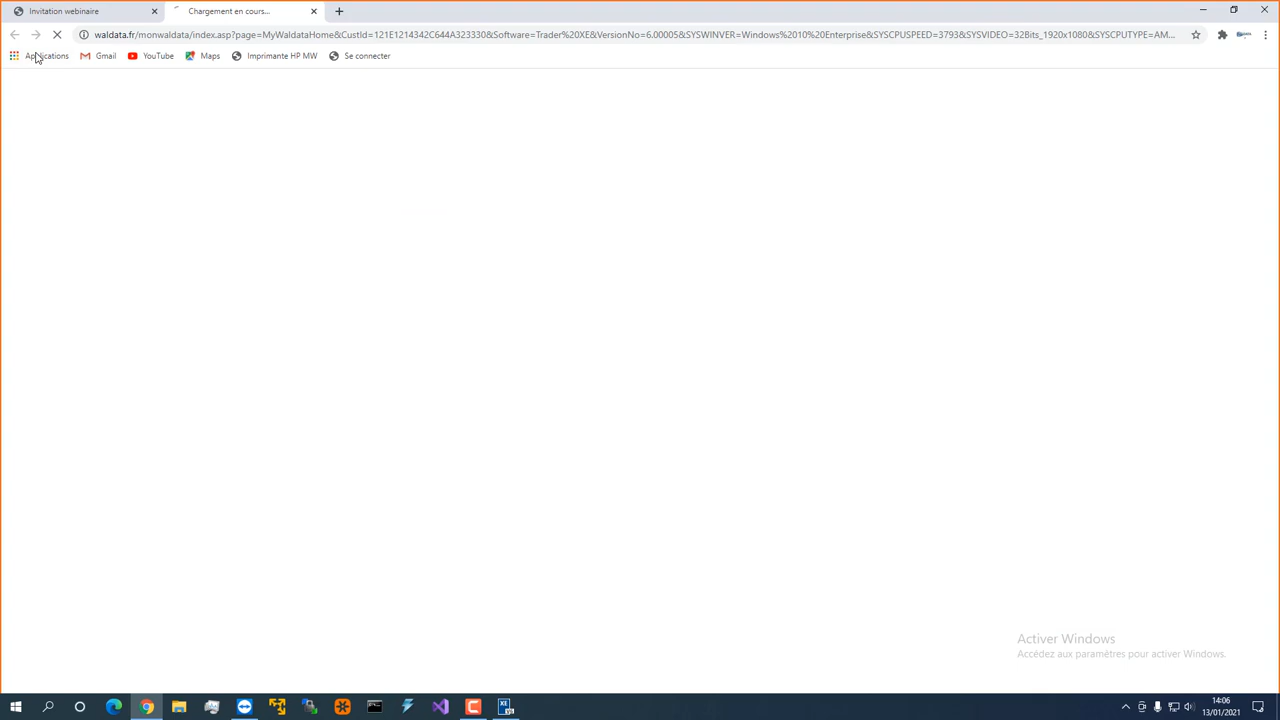 Invitation webinaire
Chargement en cours...
waldata.fr/monwaldata/index.asp?page=MyWaldataHome&CustId=121E1214342C644A323330&Software=Trader%20XE&VersionNo=6.00005&SYSWINVER=Windows%2010%20Enterprise&SYSCPUSPEED=3793&SYSVIDEO=32Bits_1920x1080&SYSCPUTYPE=AM...
Applications
Gmail
YouTube
Maps
Imprimante HP MW
Se connecter
Activer Windows
Accédez aux paramètres pour activer Windows.
XE
14:06
13/01/2021